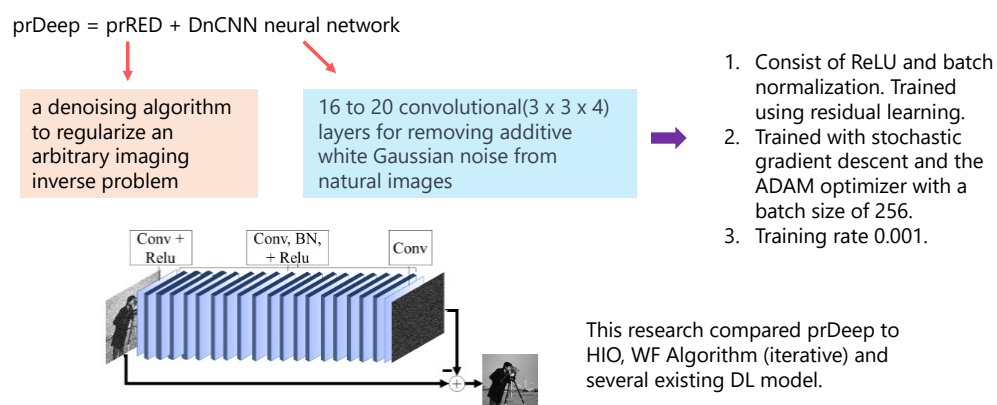 prDeep = prRED + DnCNN neural network
a denoising algorithm
to regularize an
arbitrary imaging
inverse problem
16 to 20 convolutional(3 x 3 x 4)
layers for removing additive
white Gaussian noise from
natural images
1. Consist of ReLU and batch
normalization. Trained
using residual learning.
2. Trained with stochastic
gradient descent and the
ADAM optimizer with a
batch size of 256.
3. Training rate 0.001.
Conv +
Relu
Conv, BN,
+ Relu
Conv
−
+
This research compared prDeep to
HIO, WF Algorithm (iterative) and
several existing DL model.